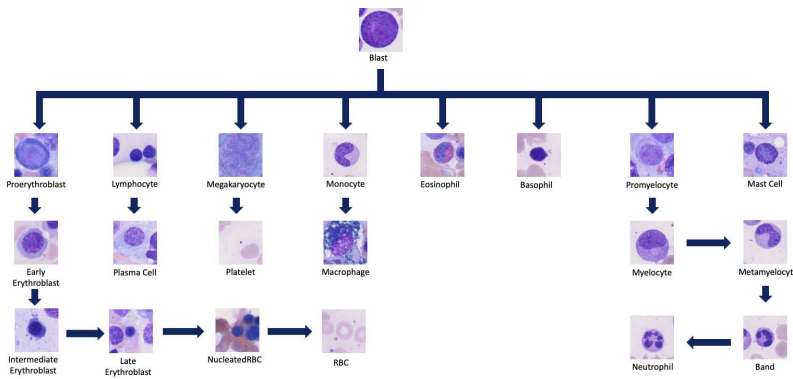 Blast
Proerythroblast
Lymphocyte
Megakaryocyte
Monocyte
Eosinophil
Basophil
Promyelocyte
Mast Cell
Early
Erythroblast
Plasma Cell
Platelet
Macrophage
Myelocyte
Metamyelocyt
Intermediate
Erythroblast
Late
Erythroblast
NucleatedRBC
RBC
Neutrophil
Band